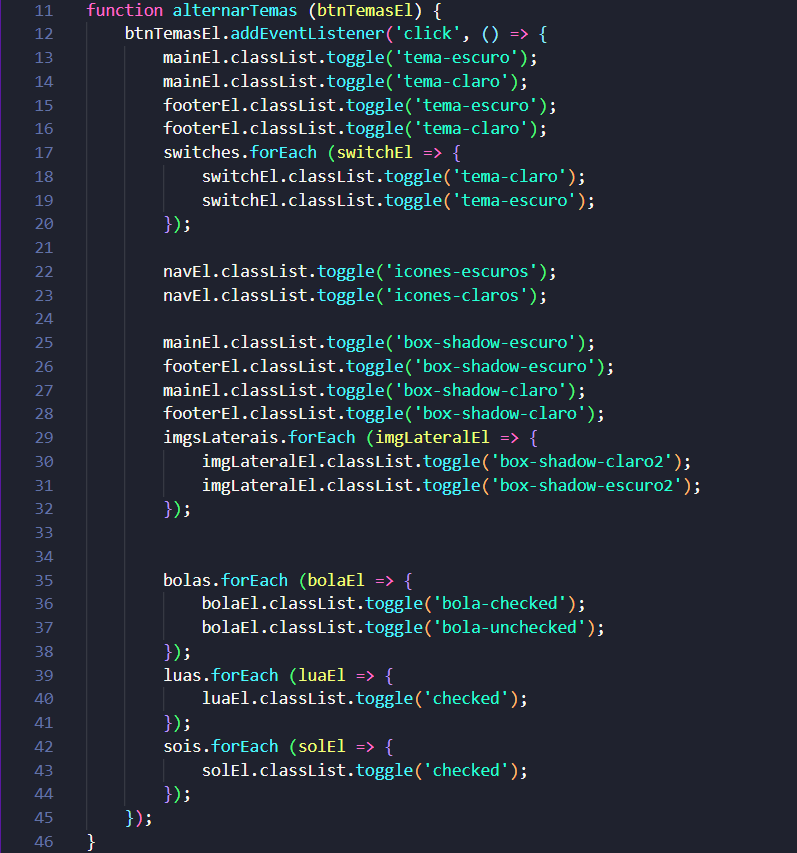 11 function alternarTemas (btnTemasEl) {
12 btnTemasEl.addEventListener('click', () => {
13 mainEl.classList.toggle('tema-escuro');
14 mainEl.classList.toggle('tema-claro');
15 footerEl.classList.toggle('tema-escuro');
16 footerEl.classList.toggle('tema-claro');
17 switches.forEach (switchEl => {
18 switchEl.classList.toggle('tema-claro');
19 switchEl.classList.toggle('tema-escuro');
20 });
21
22 navEl.classList.toggle('icones-escuros');
23 navEl.classList.toggle('icones-claros');
24
25 mainEl.classList.toggle('box-shadow-escuro');
26 footerEl.classList.toggle('box-shadow-escuro');
27 mainEl.classList.toggle('box-shadow-claro');
28 footerEl.classList.toggle('box-shadow-claro');
29 imgsLaterais.forEach (imgLateralEl => {
30 imgLateralEl.classList.toggle('box-shadow-claro2');
31 imgLateralEl.classList.toggle('box-shadow-escuro2');
32 });
33
34
35 bolas.forEach (bolaEl => {
36 bolaEl.classList.toggle('bola-checked');
37 bolaEl.classList.toggle('bola-unchecked');
38 });
39 luas.forEach (luaEl => {
40 luaEl.classList.toggle('checked');
41 });
42 sois.forEach (solEl => {
43 solEl.classList.toggle('checked');
44 });
45 });
46 }